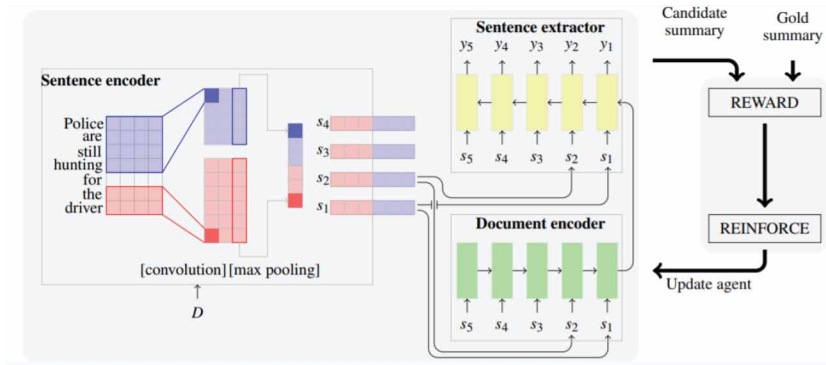 Sentence encoder
Police
are
still
hunting
for
the
driver
[convolution] [max pooling]
D
s4
s3
s2
s1
Sentence extractor
y5 y4 y3 y2 y1
s5 s4 s3 s2 s1
Document encoder
s5 s4 s3 s2 s1
Candidate
summary
Gold
summary
REWARD
REINFORCE
Update agent